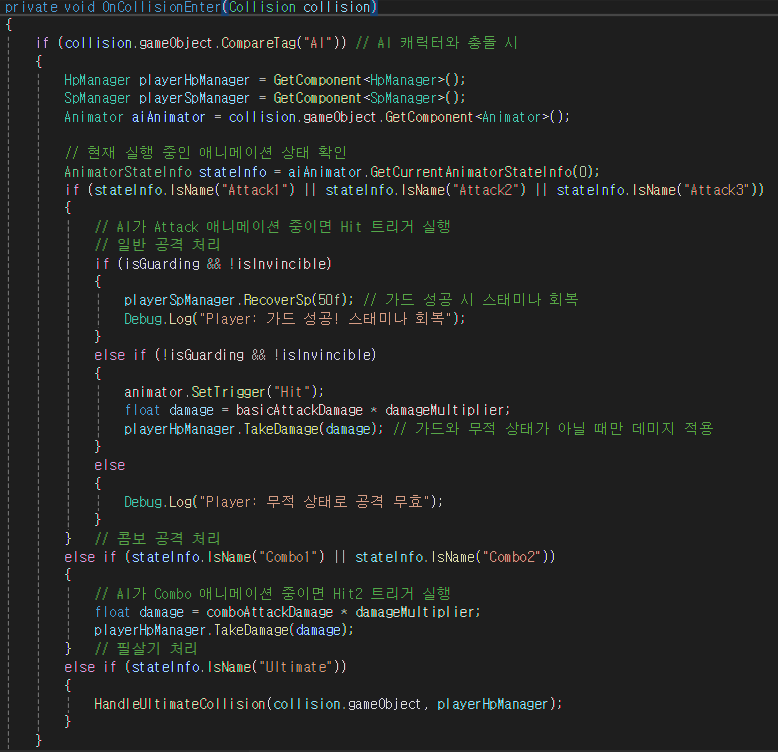 private void OnCollisionEnter(Collision collision)
{
if (collision.gameObject.CompareTag("AI")) // AI 캐릭터와 충돌 시
{
HpManager playerHpManager = GetComponent<HpManager>();
SpManager playerSpManager = GetComponent<SpManager>();
Animator aiAnimator = collision.gameObject.GetComponent<Animator>();
// 현재 실행 중인 애니메이션 상태 확인
AnimatorStateInfo stateInfo = aiAnimator.GetCurrentAnimatorStateInfo(0);
if (stateInfo.IsName("Attack1") || stateInfo.IsName("Attack2") || stateInfo.IsName("Attack3"))
{
// AI가 Attack 애니메이션 중이면 Hit 트리거 실행
// 일반 공격 처리
if (isGuarding && !isInvincible)
{
playerSpManager.RecoverSp(50f); // 가드 성공 시 스태미나 회복
Debug.Log("Player: 가드 성공! 스태미나 회복");
}
else if (!isGuarding && !isInvincible)
{
animator.SetTrigger("Hit");
float damage = basicAttackDamage * damageMultiplier;
playerHpManager.TakeDamage(damage); // 가드와 무적 상태가 아닐 때만 데미지 적용
}
else
{
Debug.Log("Player: 무적 상태로 공격 무효");
}
} // 콤보 공격 처리
else if (stateInfo.IsName("Combo1") || stateInfo.IsName("Combo2"))
{
// AI가 Combo 애니메이션 중이면 Hit2 트리거 실행
float damage = comboAttackDamage * damageMultiplier;
playerHpManager.TakeDamage(damage);
} // 필살기 처리
else if (stateInfo.IsName("Ultimate"))
{
HandleUltimateCollision(collision.gameObject, playerHpManager);
}
}